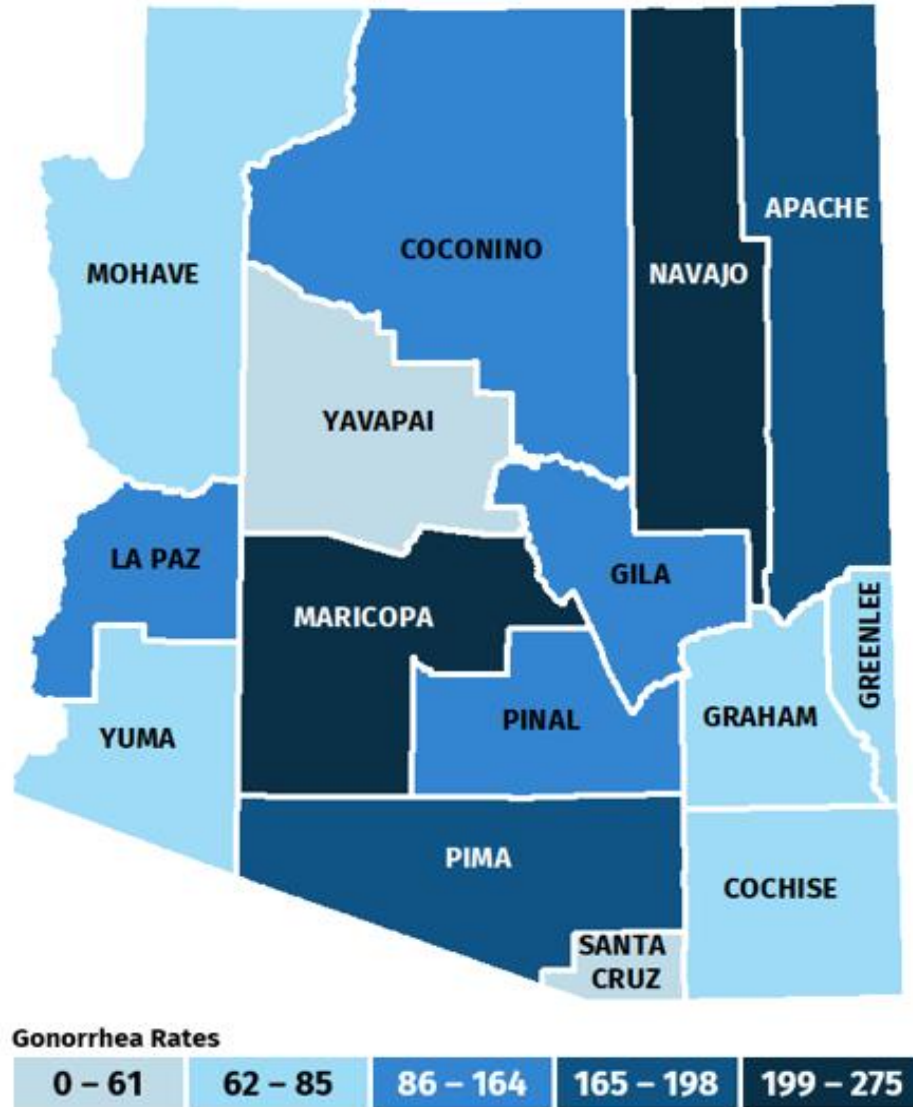 APACHE
COCONINO
MOHAVE
NAVAJO
YAVAPAI
LA PAZ
GILA
MARICOPA
GREENLEE
PINAL
GRAHAM
YUMA
PIMA
COCHISE
SANTA
CRUZ
Gonorrhea Rates
0 – 61 62 – 85 86 – 164 165 – 198 199 – 275